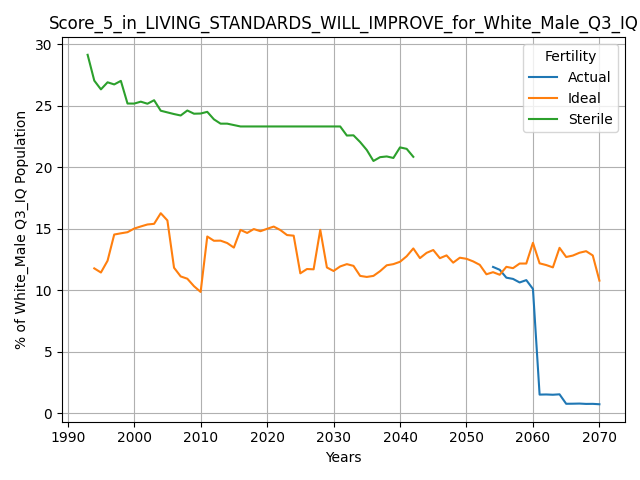 Score_5_in_LIVING_STANDARDS_WILL_IMPROVE_for_White_Male_Q3_IQ
Fertility
Actual
Ideal
Sterile
% of White_Male Q3_IQ Population
30
25
20
15
10
5
0
1990 2000 2010 2020 2030 2040 2050 2060 2070
Years